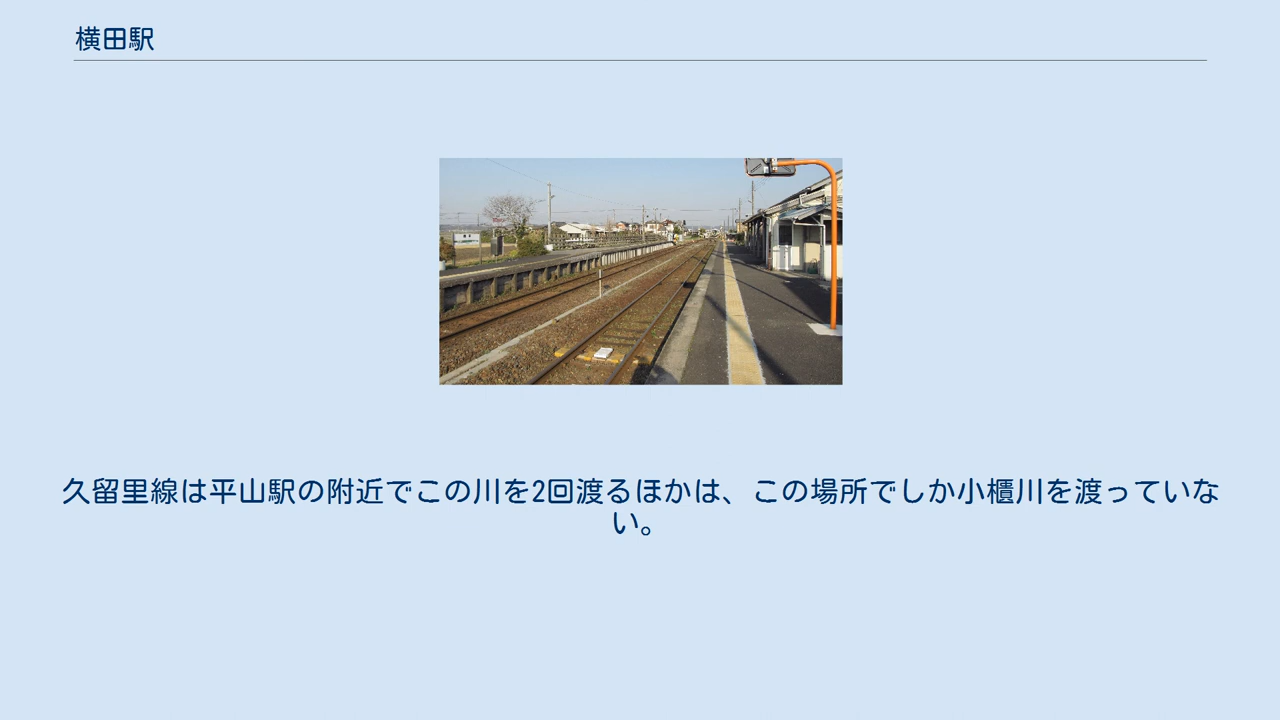 横田駅
久留里線は平山駅の附近でこの川を2回渡るほかは、この場所でしか小櫃川を渡っていな
い。